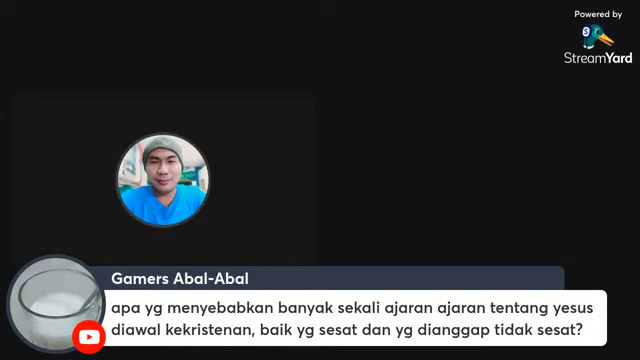 Powered by
StreamYard
Gamers Abal-Abal
apa yg menyebabkan banyak sekali ajaran ajaran tentang yesus
diawal kekristenan, baik yg sesat dan yg dianggap tidak sesat?